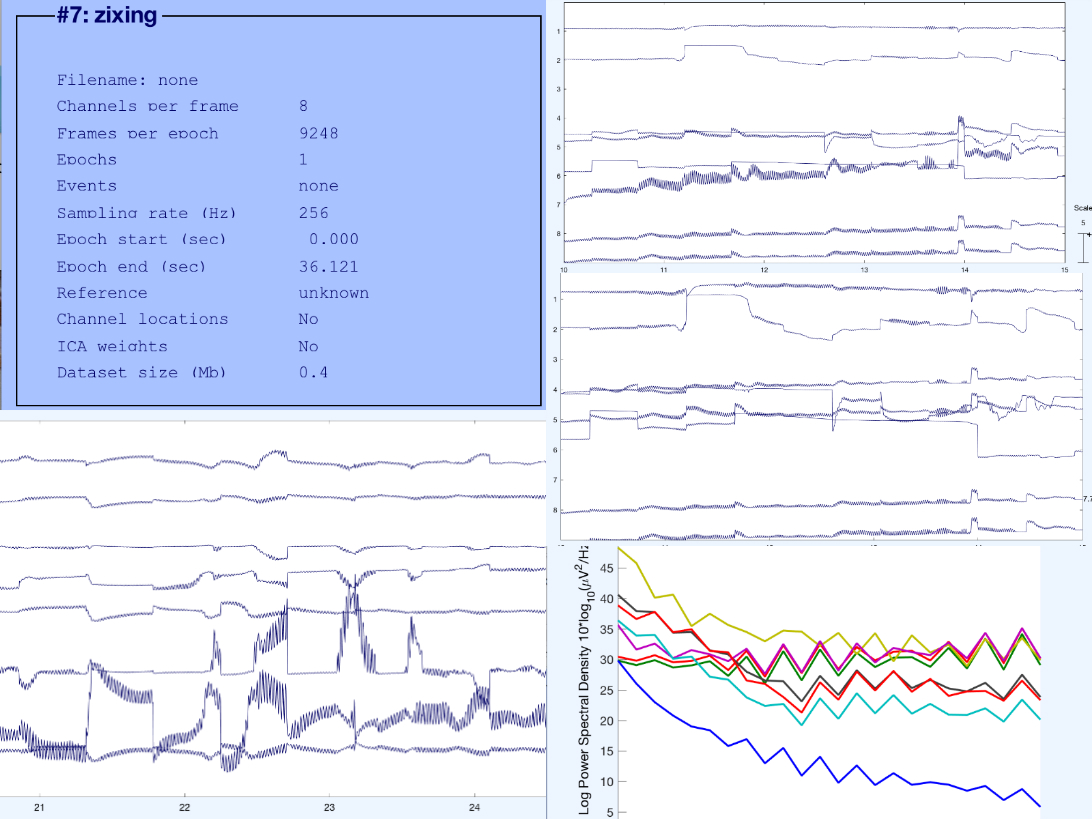 #7: zixing
Filename: none
Channels per frame 8
Frames per epoch 9248
Epochs 1
Events none
Sampling rate (Hz) 256
Epoch start (sec) 0.000
Epoch end (sec) 36.121
Reference unknown
Channel locations No
ICA weights No
Dataset size (Mb) 0.4
1
2
3
4
5
6
7
8
10 11 12 13 14 15
Scale
5
+
1
2
3
4
5
6
7
8
7.7
21 22 23 24
Log Power Spectral Density 10*log10(μV2/Hz
45
40
35
30
25
20
15
10
5